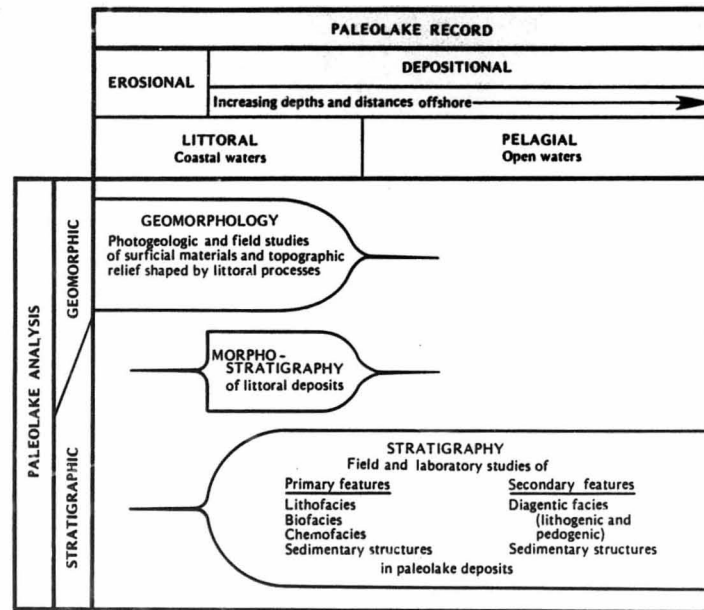 PALEOLAKE RECORD
EROSIONAL
DEPOSITIONAL
Increasing depths and distances offshore
LITTORAL
Coastal waters
PELAGIAL
Open waters
PALEOLAKE ANALYSIS
GEOMORPHIC
STRATIGRAPHIC
GEOMORPHOLOGY
Photogeologic and field studies
of surficial materials and topographic
relief shaped by littoral processes
MORPHO-
STRATIGRAPHY
of littoral deposits
STRATIGRAPHY
Field and laboratory studies of
Primary features
Lithofacies
Biofacies
Chemofacies
Sedimentary structures
Secondary features
Diagentic facies
(lithogenic and
pedogenic)
Sedimentary structures
in paleolake deposits